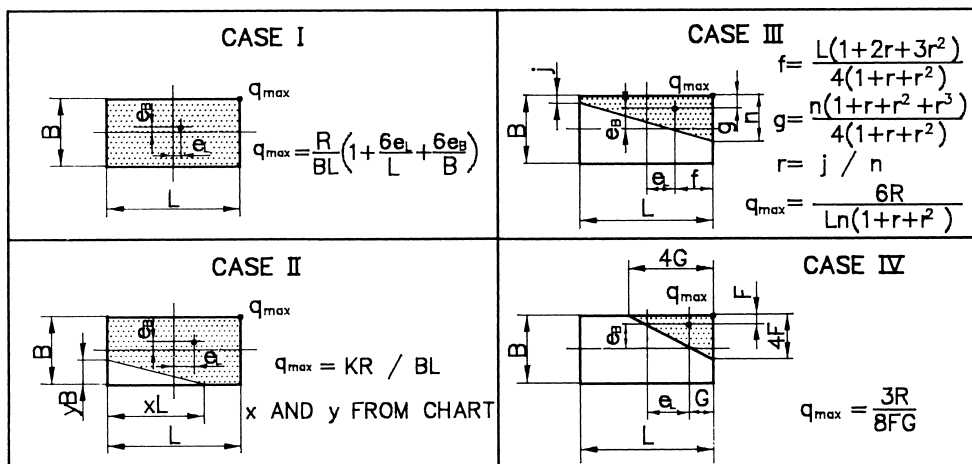 CASE I
q_max
B
e_B
e_L
L
q_max = R/BL (1 + 6e_L/L + 6e_B/B)
CASE III
j
q_max
B
e_B
g
n
e_L
f
L
f = L(1+2r+3r²)/4(1+r+r²)
g = n(1+r+r²+r³)/4(1+r+r²)
r = j / n
q_max = 6R/Ln(1+r+r²)
CASE II
q_max
B
e_B
e_L
yB
xL
L
q_max = KR / BL
x AND y FROM CHART
CASE IV
4G
q_max
F
B
e_B
4F
e_L
G
L
q_max = 3R/8FG